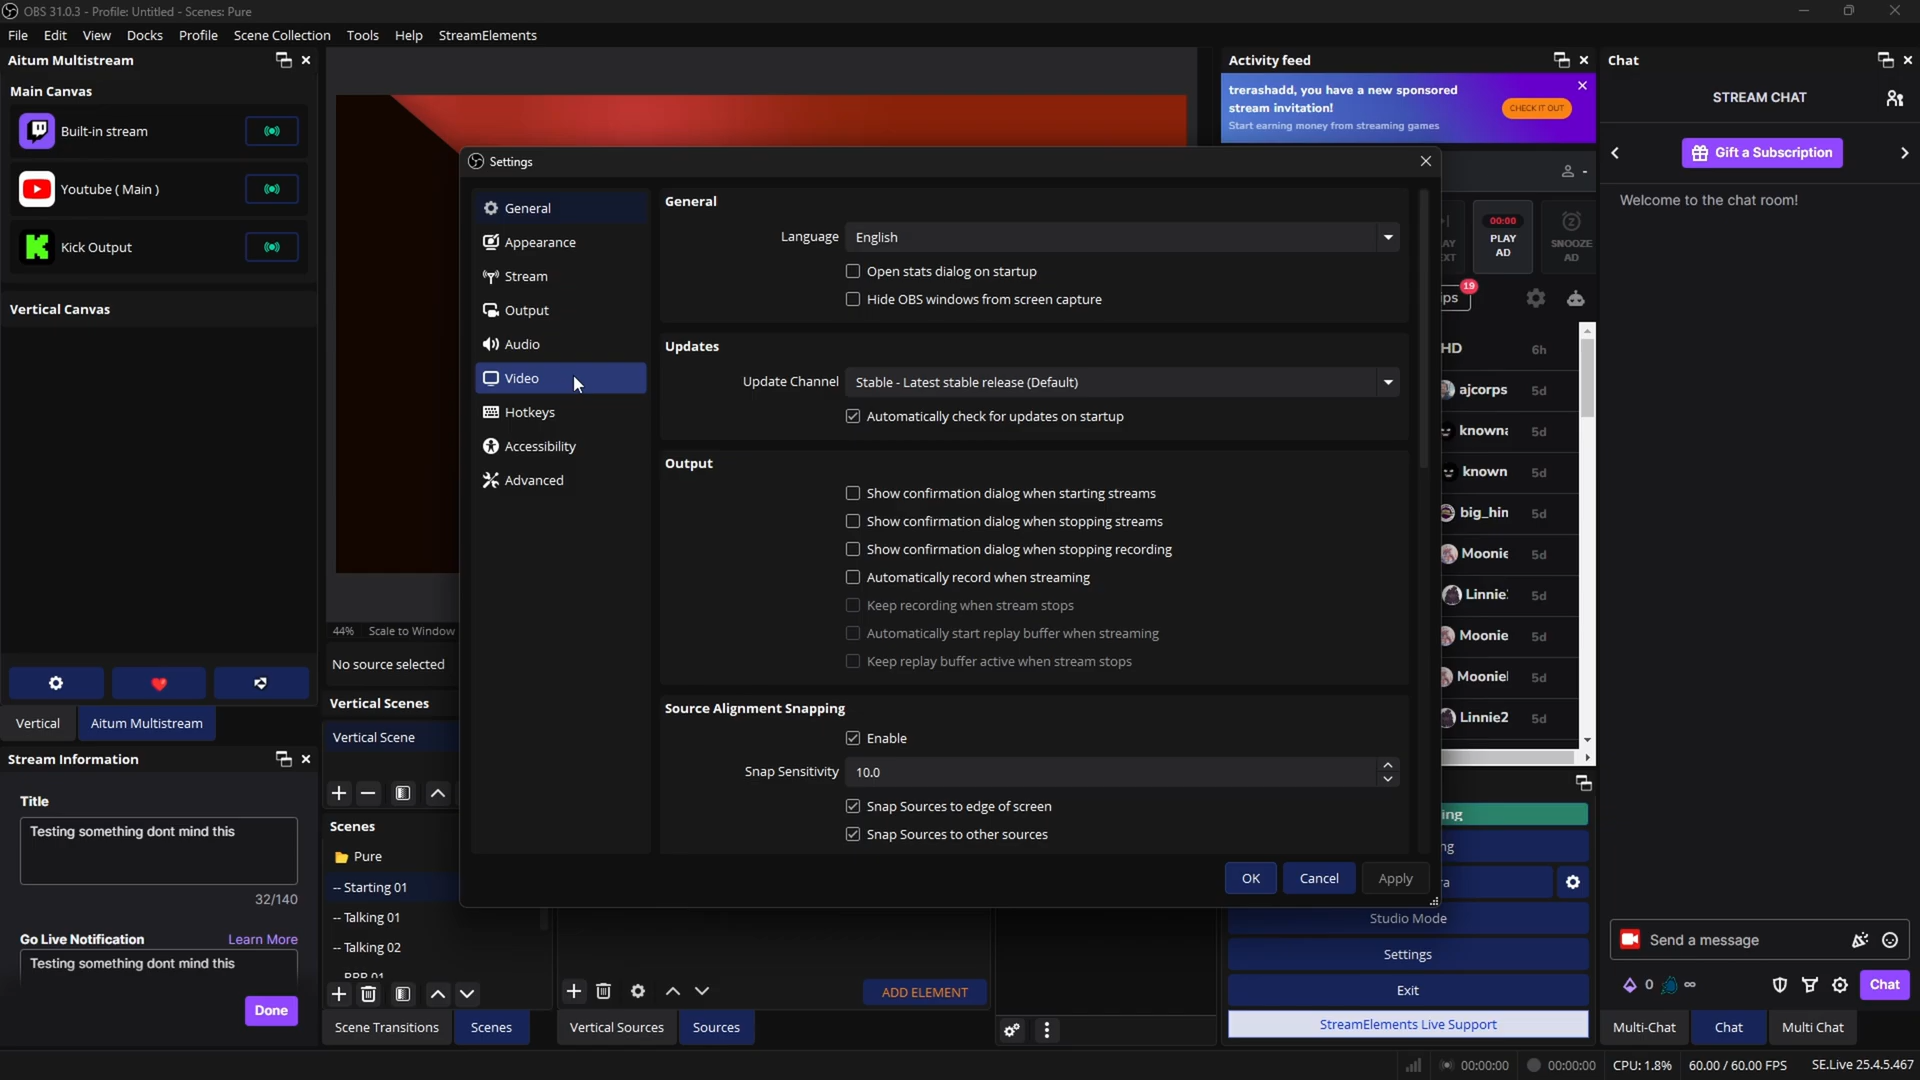 OBS 31.0.3 - Profile: Untitled - Scenes: Pure
File Edit View Docks Profile Scene Collection Tools Help StreamElements
Aitum Multistream
Main Canvas
Built-in stream
Youtube ( Main )
Kick Output
Vertical Canvas
Vertical
Aitum Multistream
Stream Information
Title
Testing something dont mind this
32/140
Go Live Notification Learn More
Testing something dont mind this
Done
44% Scale to Window
No source selected
Vertical Scenes
Vertical Scene
Scenes
Pure
-- Starting 01
-- Talking 01
-- Talking 02
Scene Transitions
Scenes
ADD ELEMENT
Vertical Sources
Sources
Settings
General
Appearance
Stream
Output
Audio
Video
Hotkeys
Accessibility
Advanced
General
Language English
Open stats dialog on startup
Hide OBS windows from screen capture
Updates
Update Channel Stable - Latest stable release (Default)
Automatically check for updates on startup
Output
Show confirmation dialog when starting streams
Show confirmation dialog when stopping streams
Show confirmation dialog when stopping recording
Automatically record when streaming
Keep recording when stream stops
Automatically start replay buffer when streaming
Keep replay buffer active when stream stops
Source Alignment Snapping
Enable
Snap Sensitivity 10.0
Snap Sources to edge of screen
Snap Sources to other sources
OK Cancel Apply
Activity feed
trerashadd, you have a new sponsored
stream invitation!
Start earning money from streaming games
CHECK IT OUT
00:00
PLAY
AD
SNOOZE
AD
19
HD 6h
ajcorps 5d
known 5d
known 5d
big_hin 5d
Moonie 5d
Linnie 5d
Moonie 5d
Moonie 5d
Linnie2 5d
Studio Mode
Settings
Exit
StreamElements Live Support
Chat
STREAM CHAT
Gift a Subscription
Welcome to the chat room!
Send a message
0 ∞
Chat
Multi-Chat
Chat
Multi Chat
00:00:00 00:00:00 CPU: 1.8% 60.00 / 60.00 FPS SE.Live 25.4.5.467